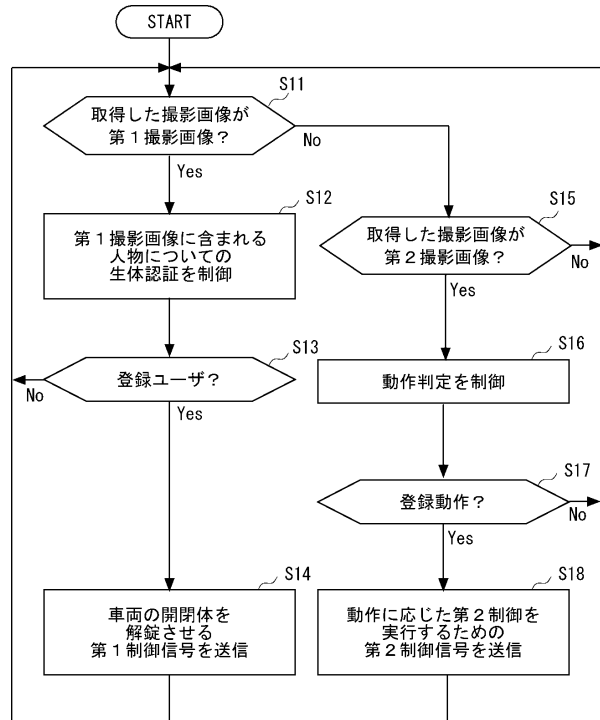 START
S11
取得した撮影画像が
第1撮影画像？
No
Yes
S12
第1撮影画像に含まれる
人物についての
生体認証を制御
S15
取得した撮影画像が
第2撮影画像？
No
Yes
S13
登録ユーザ？
No
Yes
S16
動作判定を制御
S17
登録動作？
No
Yes
S14
車両の開閉体を
解錠させる
第1制御信号を送信
S18
動作に応じた第2制御を
実行するための
第2制御信号を送信